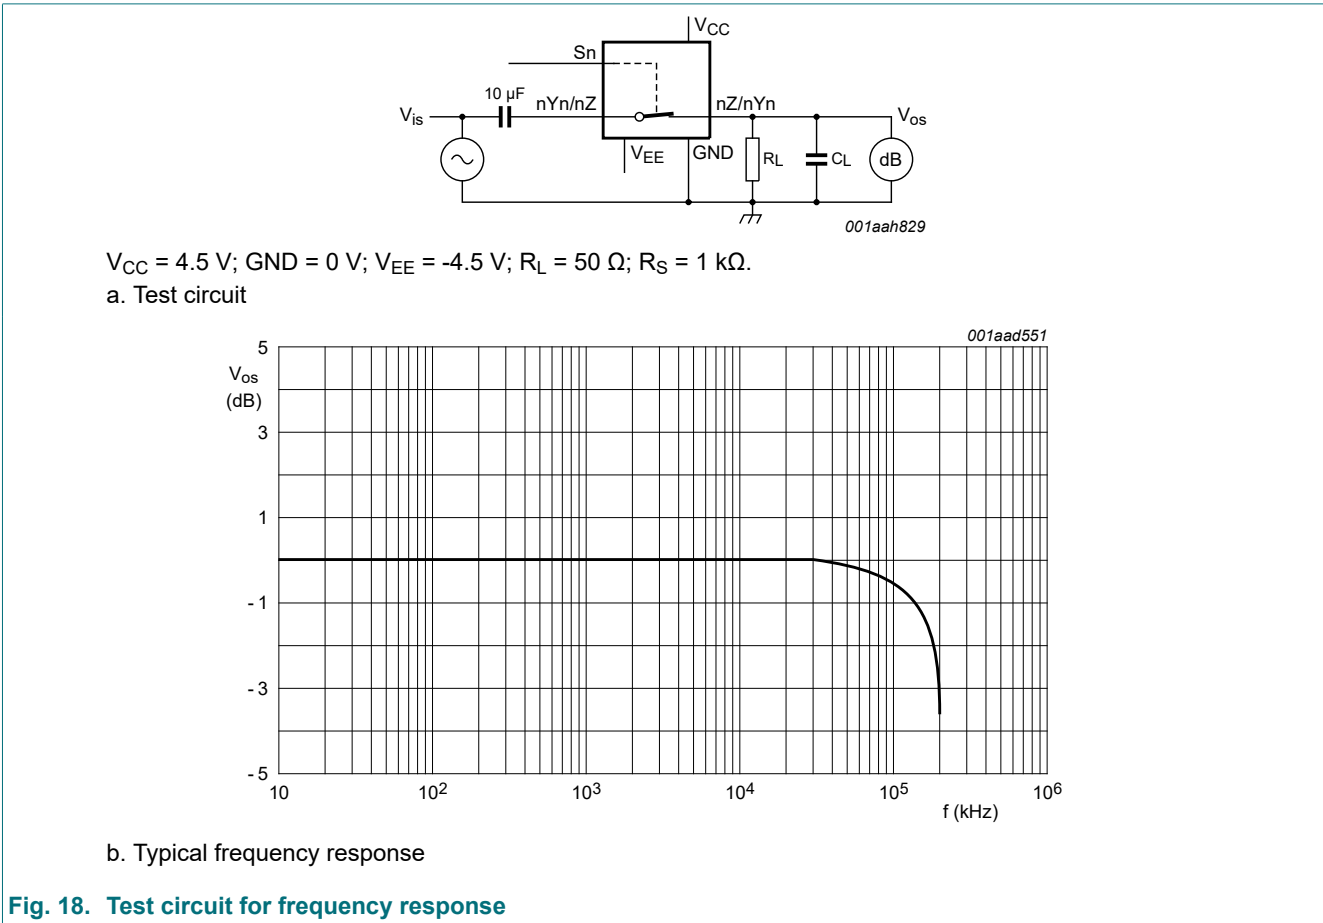 VCC
Sn
10 µF
nYn/nZ
nZ/nYn
Vis
Vos
VEE
GND
RL
CL
dB
001aah829
VCC = 4.5 V; GND = 0 V; VEE = -4.5 V; RL = 50 Ω; RS = 1 kΩ.
a. Test circuit
001aad551
5
Vos
(dB)
3
1
- 1
- 3
- 5
10 10² 10³ 10⁴ 10⁵ 10⁶
f (kHz)
b. Typical frequency response
Fig. 18. Test circuit for frequency response